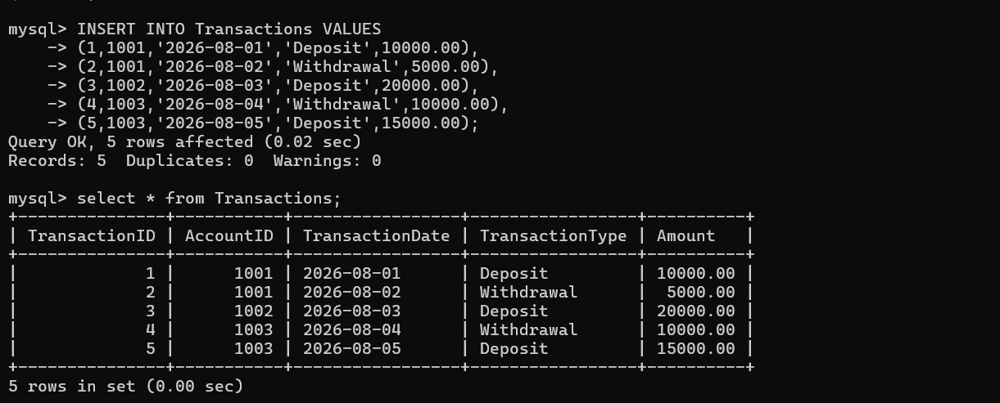 mysql> INSERT INTO Transactions VALUES
    -> (1,1001,'2026-08-01','Deposit',10000.00),
    -> (2,1001,'2026-08-02','Withdrawal',5000.00),
    -> (3,1002,'2026-08-03','Deposit',20000.00),
    -> (4,1003,'2026-08-04','Withdrawal',10000.00),
    -> (5,1003,'2026-08-05','Deposit',15000.00);
Query OK, 5 rows affected (0.02 sec)
Records: 5  Duplicates: 0  Warnings: 0

mysql> select * from Transactions;
+---------------+-----------+-----------------+-----------------+----------+
| TransactionID | AccountID | TransactionDate | TransactionType | Amount   |
+---------------+-----------+-----------------+-----------------+----------+
|             1 |      1001 | 2026-08-01      | Deposit         | 10000.00 |
|             2 |      1001 | 2026-08-02      | Withdrawal      |  5000.00 |
|             3 |      1002 | 2026-08-03      | Deposit         | 20000.00 |
|             4 |      1003 | 2026-08-04      | Withdrawal      | 10000.00 |
|             5 |      1003 | 2026-08-05      | Deposit         | 15000.00 |
+---------------+-----------+-----------------+-----------------+----------+
5 rows in set (0.00 sec)